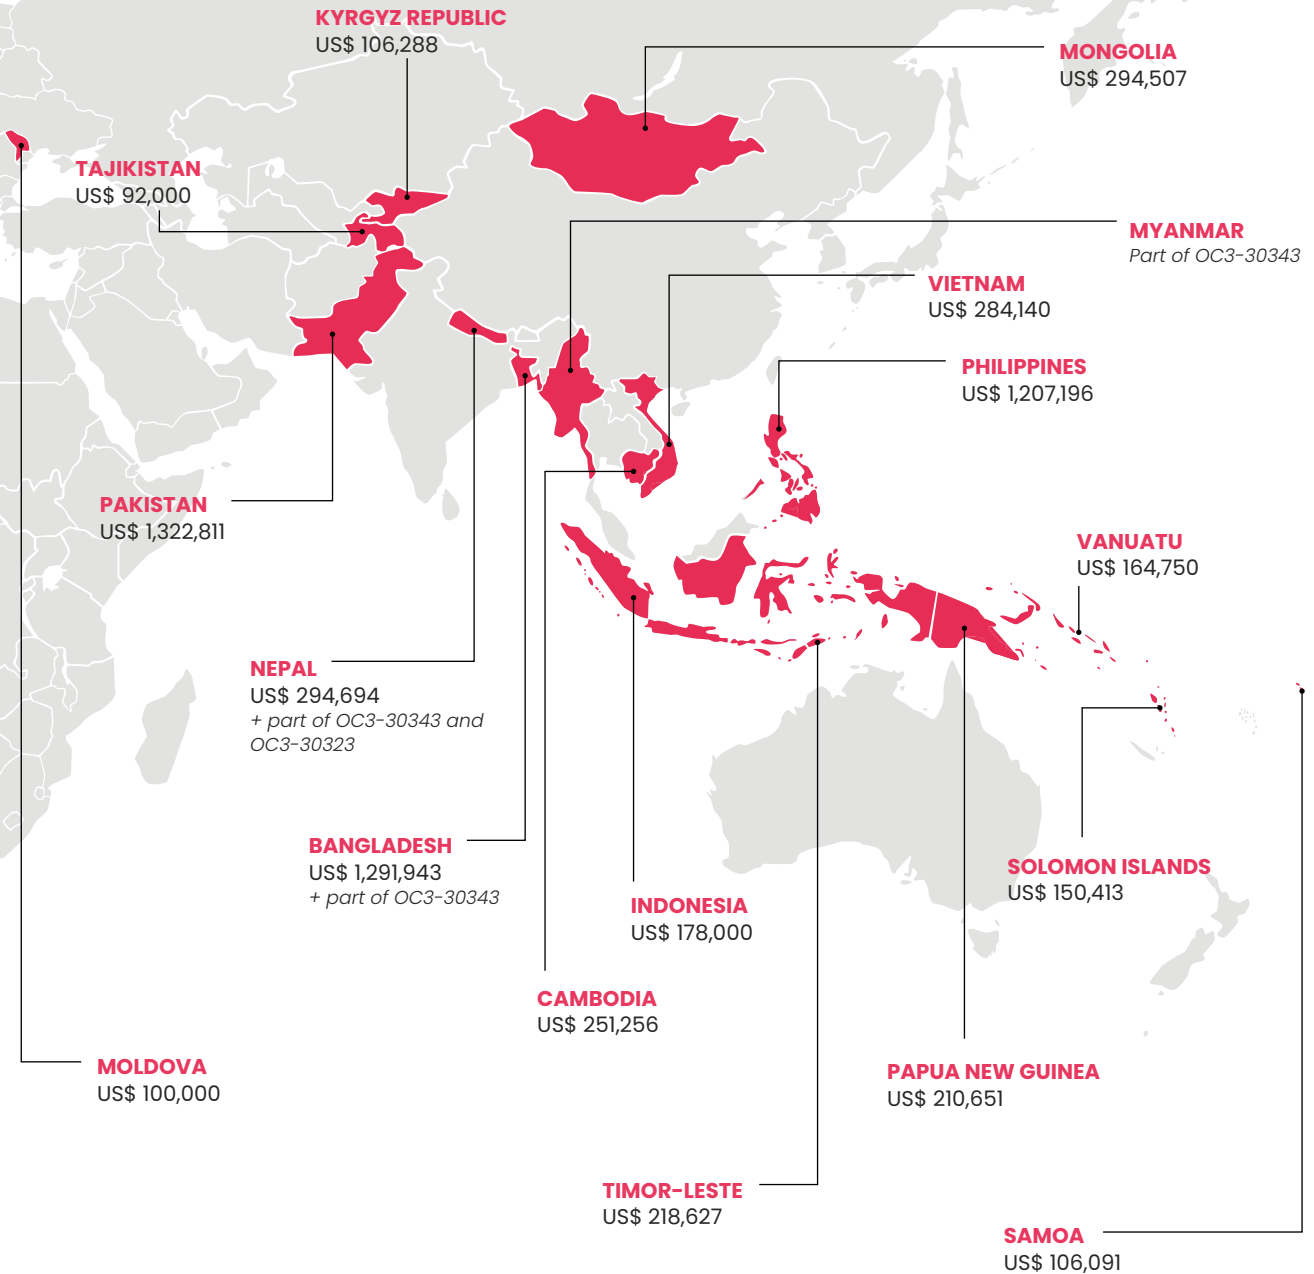 KYRGYZ REPUBLIC
US$ 106,288
MONGOLIA
US$ 294,507
TAJIKISTAN
US$ 92,000
MYANMAR
Part of OC3-30343
VIETNAM
US$ 284,140
PHILIPPINES
US$ 1,207,196
PAKISTAN
US$ 1,322,811
VANUATU
US$ 164,750
NEPAL
US$ 294,694
+ part of OC3-30343 and
OC3-30323
BANGLADESH
US$ 1,291,943
+ part of OC3-30343
SOLOMON ISLANDS
US$ 150,413
INDONESIA
US$ 178,000
CAMBODIA
US$ 251,256
MOLDOVA
US$ 100,000
PAPUA NEW GUINEA
US$ 210,651
TIMOR-LESTE
US$ 218,627
SAMOA
US$ 106,091